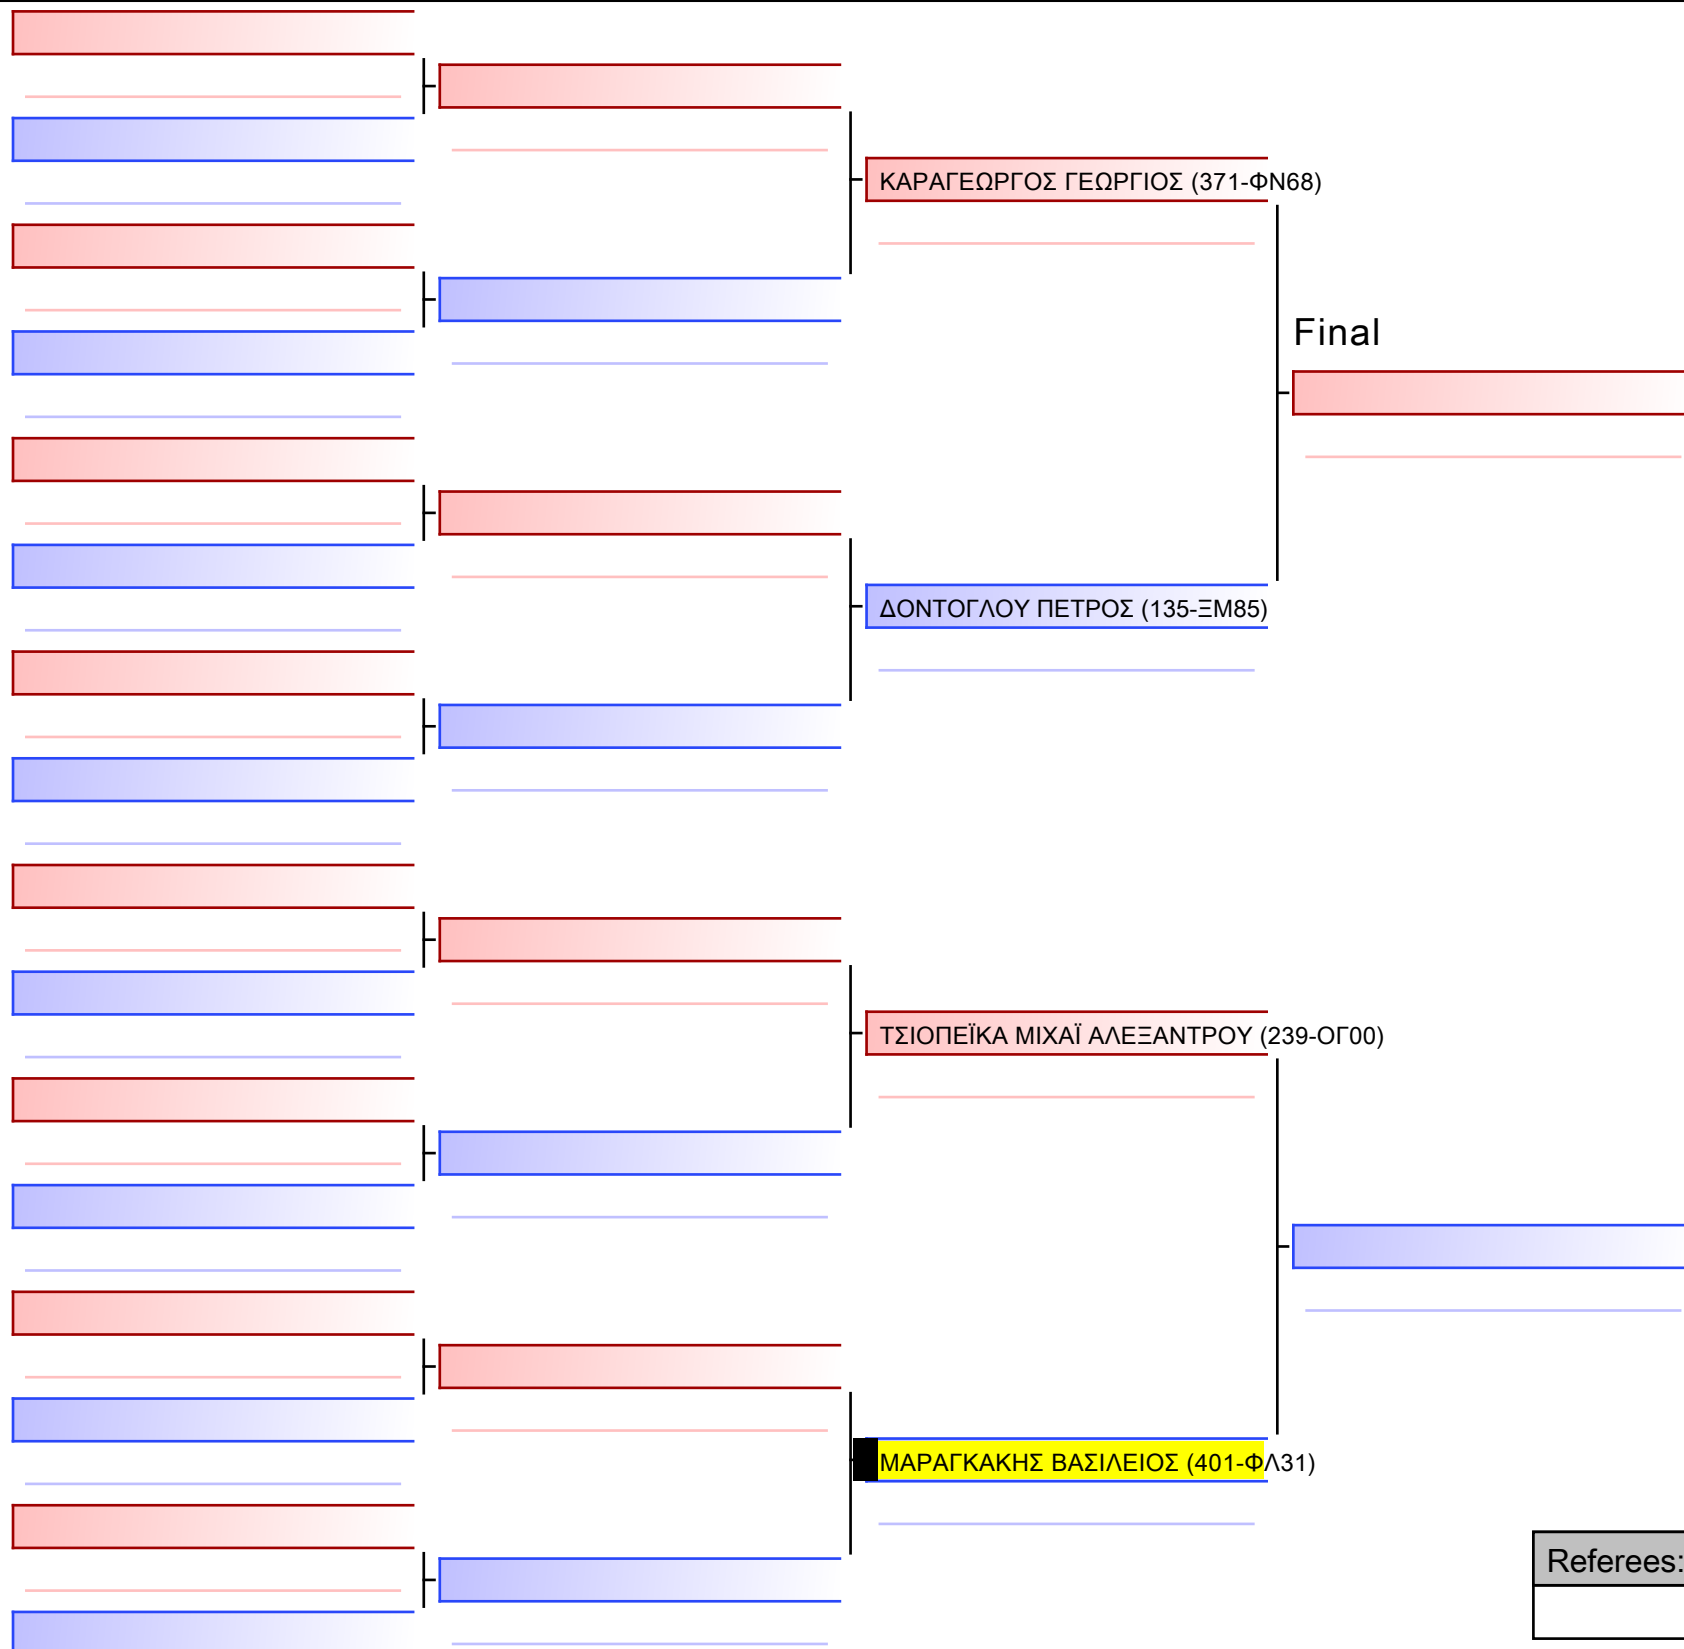 ΚΑΡΑΓΕΩΡΓΟΣ ΓΕΩΡΓΙΟΣ (371-ΦΝ68)
Final
ΔΟΝΤΟΓΛΟΥ ΠΕΤΡΟΣ (135-ΞΜ85)
ΤΣΙΟΠΕΪΚΑ ΜΙΧΑΪ ΑΛΕΞΑΝΤΡΟΥ (239-ΟΓ00)
ΜΑΡΑΓΚΑΚΗΣ ΒΑΣΙΛΕΙΟΣ (401-ΦΛ31)
Referees: